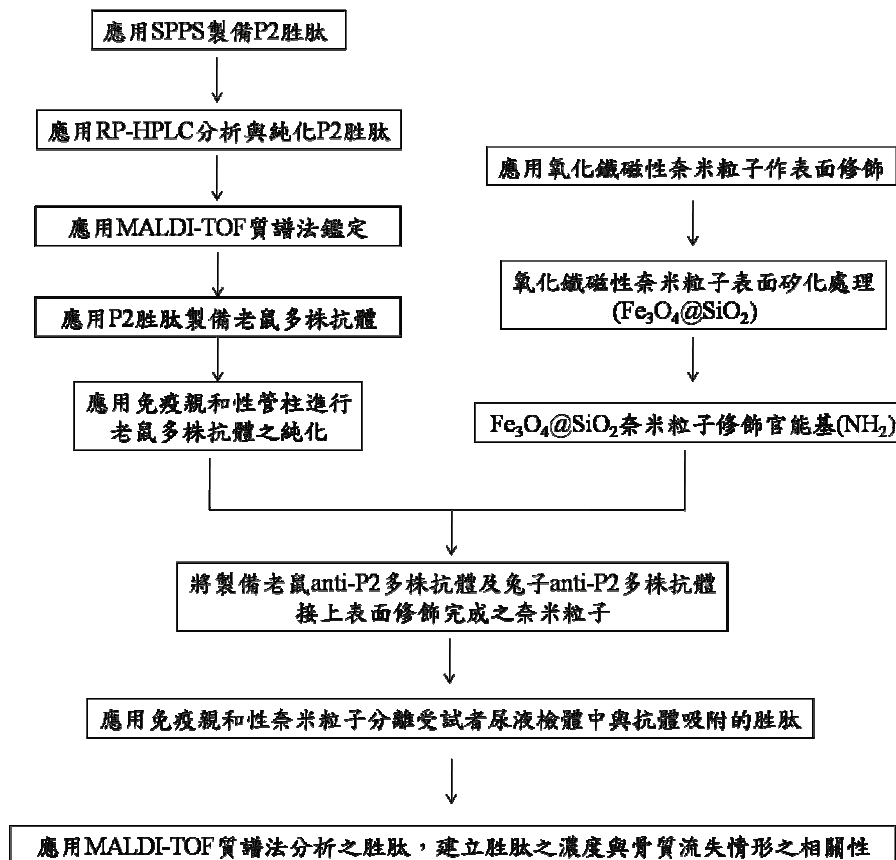 應用SPPS製備P2胜肽
應用RP-HPLC分析與純化P2胜肽
應用MALDI-TOF質譜法鑑定
應用P2胜肽製備老鼠多株抗體
應用免疫親和性管柱進行
老鼠多株抗體之純化
應用氧化鐵磁性奈米粒子作表面修飾
氧化鐵磁性奈米粒子表面矽化處理
(Fe₃O₄@SiO₂)
Fe₃O₄@SiO₂奈米粒子修飾官能基(NH₂)
將製備老鼠anti-P2多株抗體及兔子anti-P2多株抗體
接上表面修飾完成之奈米粒子
應用免疫親和性奈米粒子分離受試者尿液檢體中與抗體吸附的胜肽
應用MALDI-TOF質譜法分析之胜肽，建立胜肽之濃度與骨質流失情形之相關性